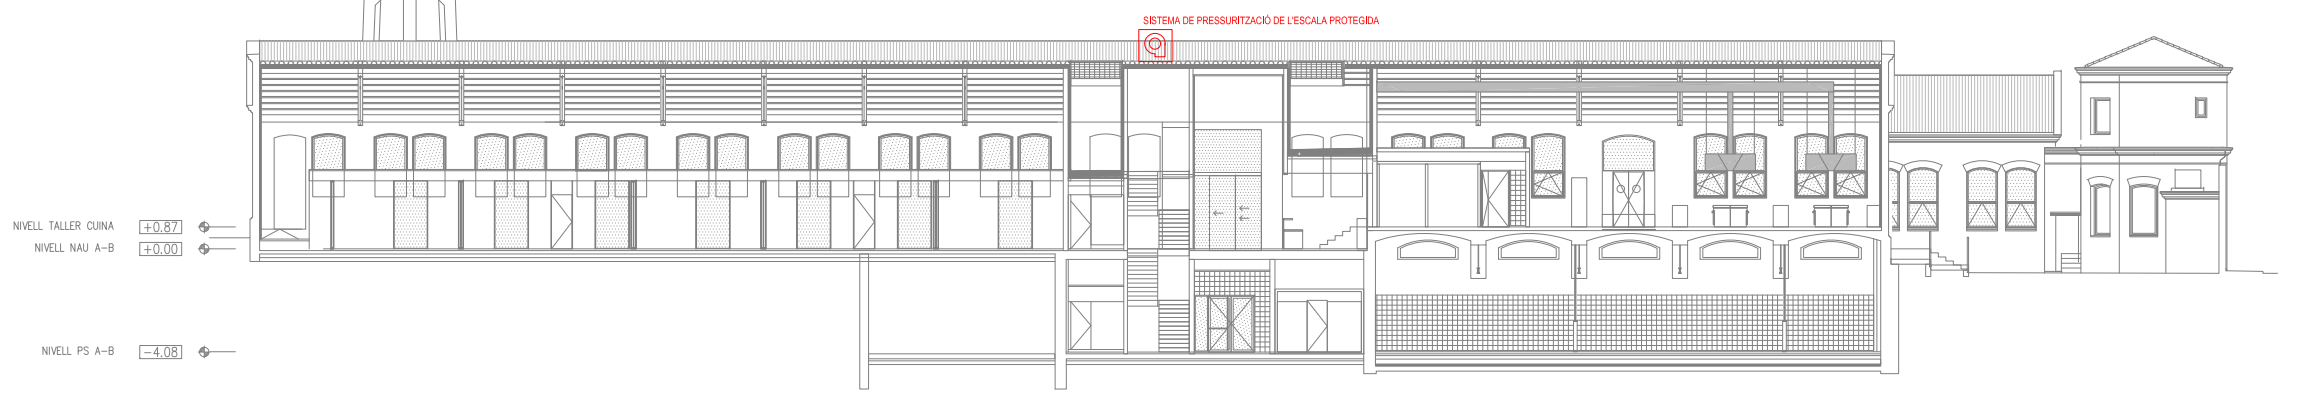 SISTEMA DE PRESSURITZACIÓ DE L'ESCALA PROTEGIDA
NIVELL TALLER CUINA +0.87
NIVELL NAU A-B +0.00
NIVELL PS A-B -4.08